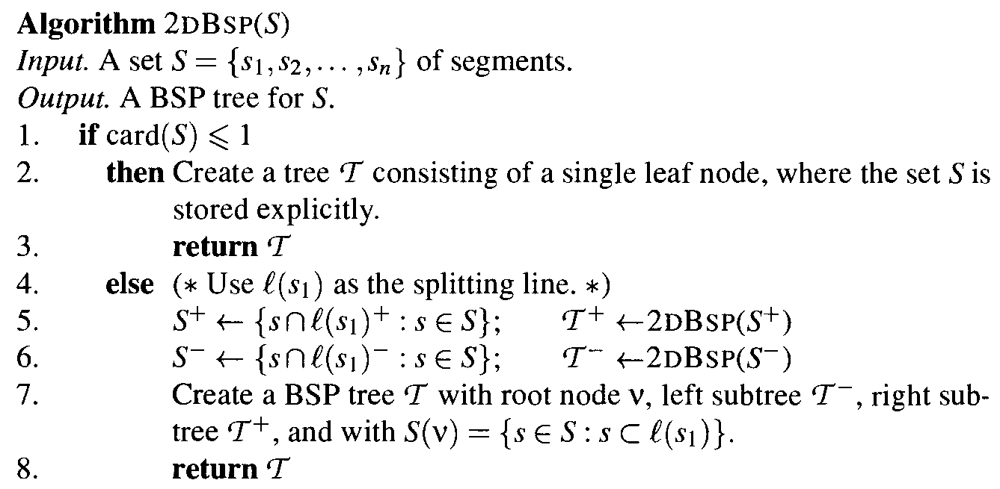 Algorithm 2DBSP(S)
Input. A set S = {s₁, s₂, . . . , sₙ} of segments.
Output. A BSP tree for S.
1. if card(S) ⩽ 1
2. then Create a tree 𝒯 consisting of a single leaf node, where the set S is
stored explicitly.
3. return 𝒯
4. else (∗ Use ℓ(s₁) as the splitting line. ∗)
5. S⁺ ← {s ∩ ℓ(s₁)⁺ : s ∈ S}; 𝒯⁺ ← 2DBSP(S⁺)
6. S⁻ ← {s ∩ ℓ(s₁)⁻ : s ∈ S}; 𝒯⁻ ← 2DBSP(S⁻)
7. Create a BSP tree 𝒯 with root node ν, left subtree 𝒯⁻, right sub-
tree 𝒯⁺, and with S(ν) = {s ∈ S : s ⊂ ℓ(s₁)}.
8. return 𝒯